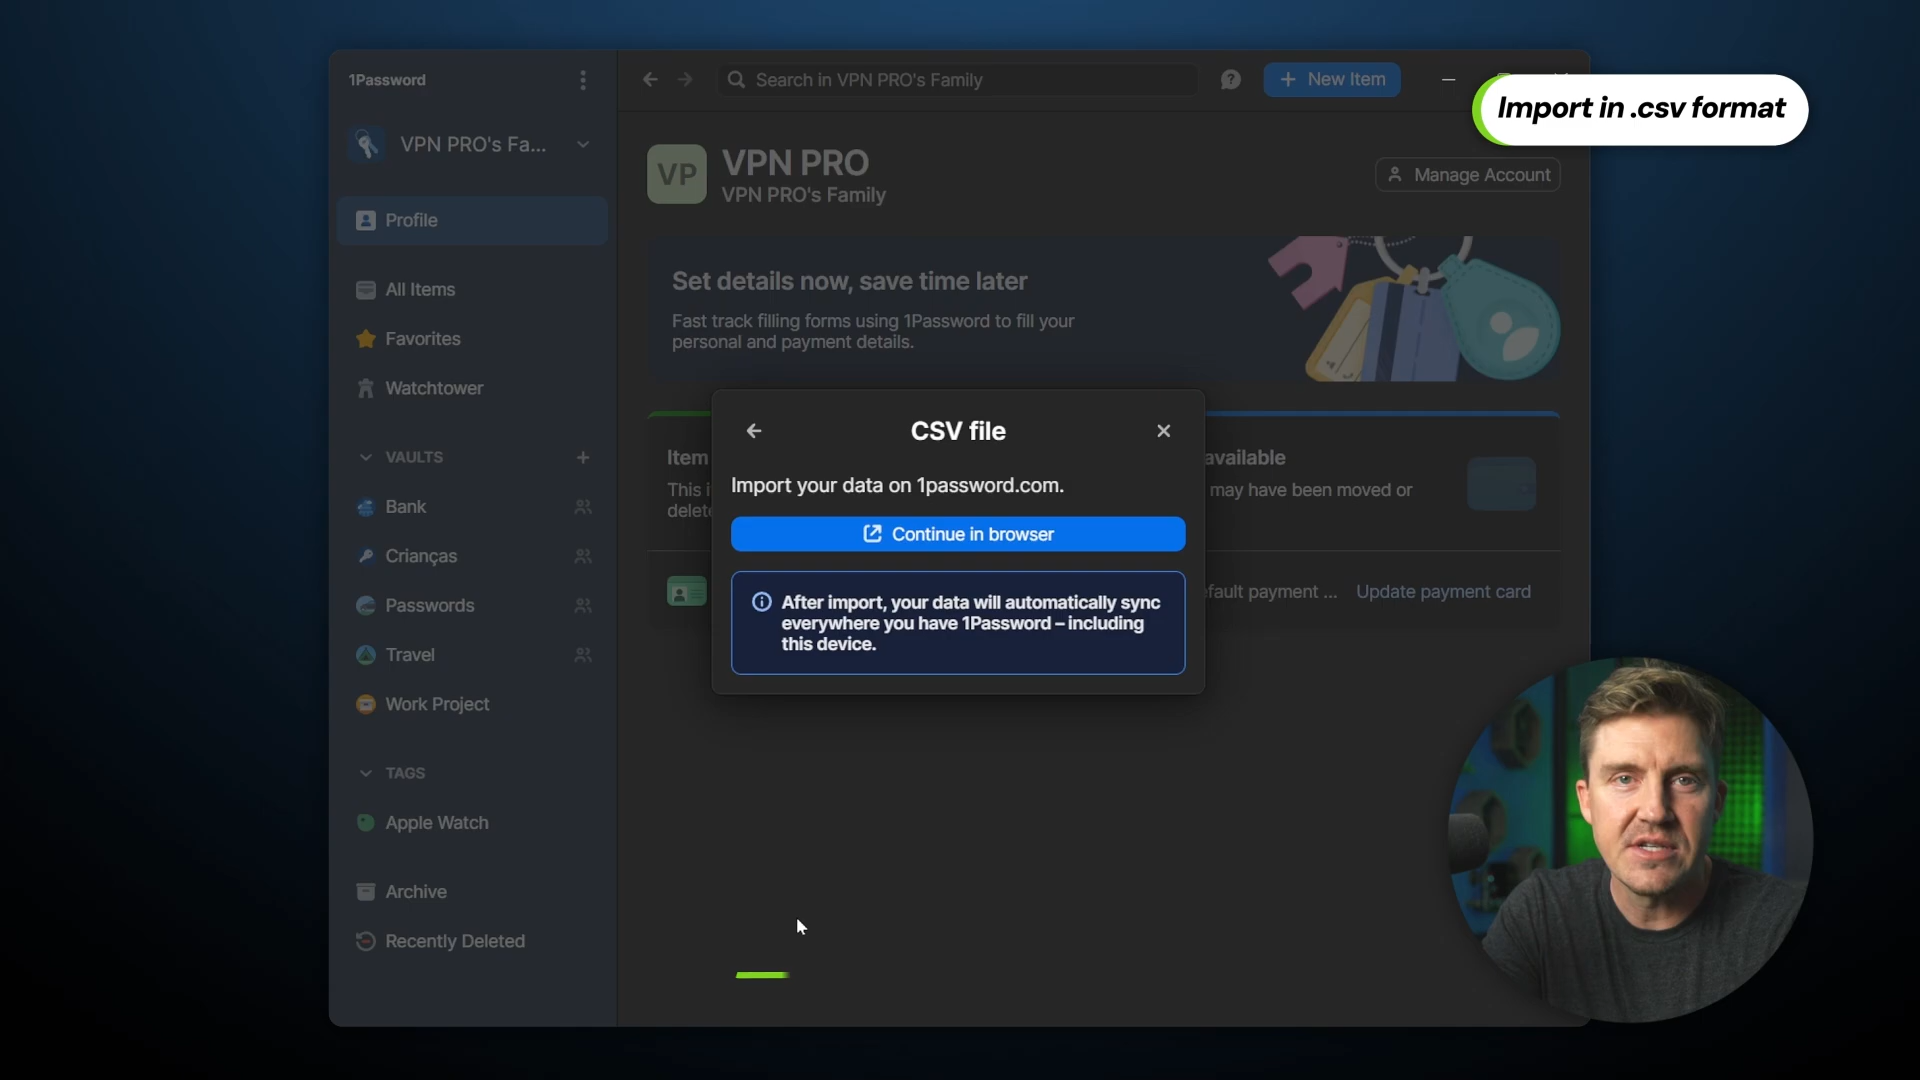 1Password
Search in VPN PRO's Family
New Item
Import in .csv format
VPN PRO's Fa...
VP
VPN PRO
VPN PRO's Family
Manage Account
Profile
All Items
Favorites
Watchtower
Set details now, save time later
Fast track filling forms using 1Password to fill your
personal and payment details.
VAULTS
Bank
Crianças
Passwords
Travel
Work Project
TAGS
Apple Watch
Archive
Recently Deleted
CSV file
Import your data on 1password.com.
Continue in browser
After import, your data will automatically sync
everywhere you have 1Password – including
this device.
Item
This i
delete
available
may have been moved or
fault payment ...
Update payment card